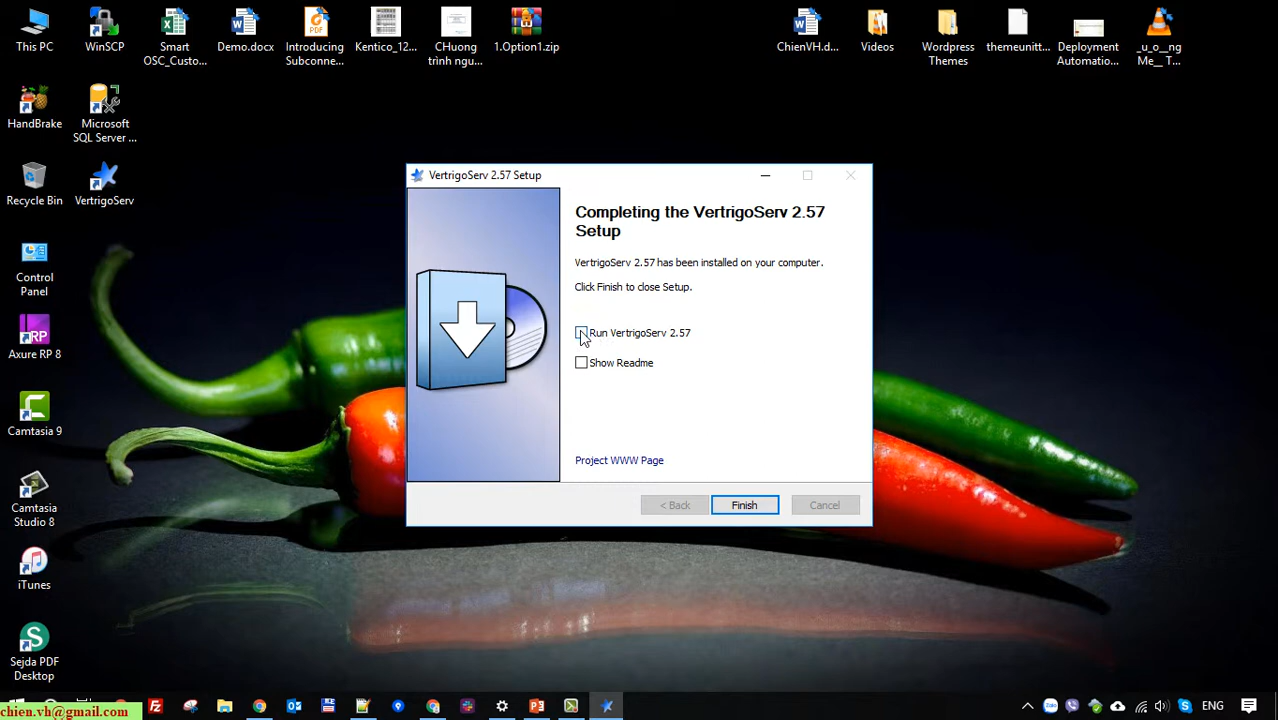 This PC
WinSCP
Smart
OSC_Custo...
Demo.docx
Introducing
Subconne...
Kentico_12...
CHuong
trình ngu...
1.Option1.zip
ChienVH.d...
Videos
Wordpress
Themes
themeunitt...
Deployment
Automatio...
_u_o__ng
Me__ T...
HandBrake
Microsoft
SQL Server ...
Recycle Bin
VertrigoServ
Control
Panel
Axure RP 8
Camtasia 9
Camtasia
Studio 8
iTunes
Sejda PDF
Desktop
VertrigoServ 2.57 Setup
Completing the VertrigoServ 2.57
Setup
VertrigoServ 2.57 has been installed on your computer.
Click Finish to close Setup.
Run VertrigoServ 2.57
Show Readme
Project WWW Page
< Back
Finish
Cancel
chien.vh@gmail.com
ENG